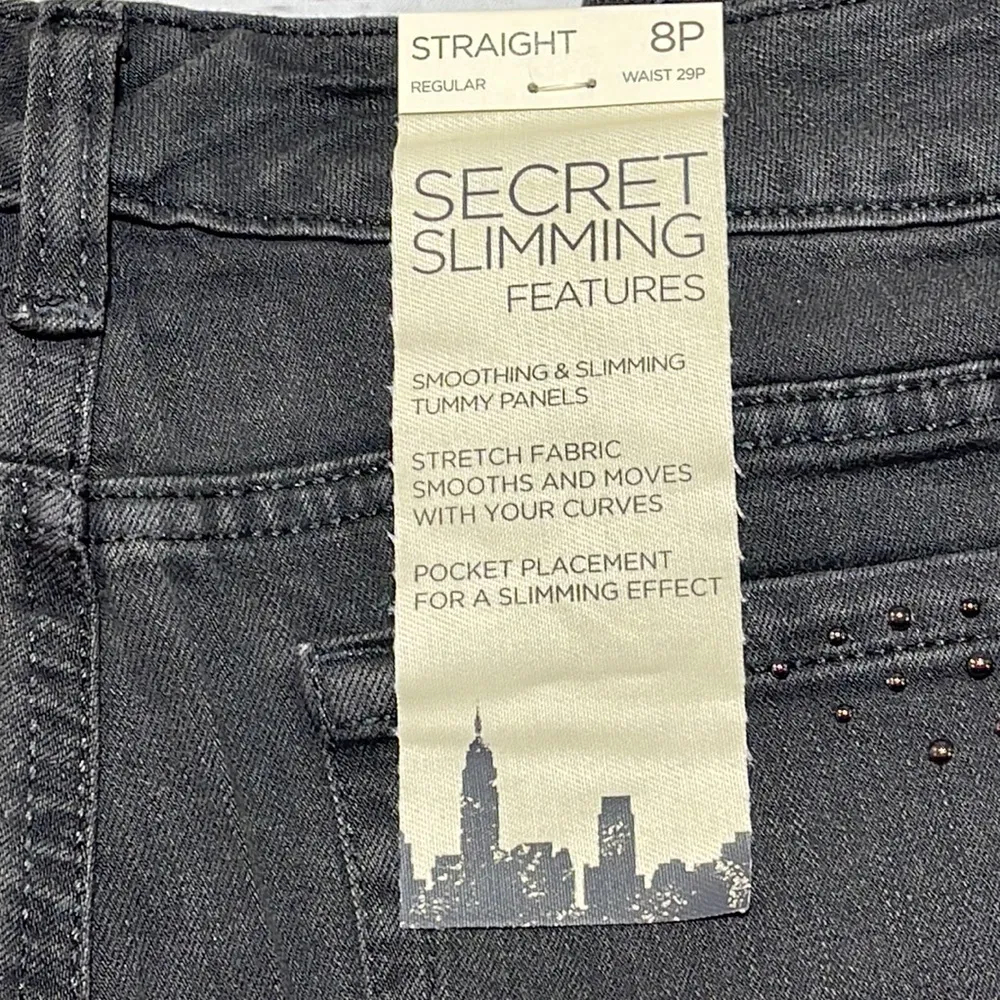 STRAIGHT 8P
REGULAR WAIST 29P
SECRET
SLIMMING
FEATURES
SMOOTHING & SLIMMING
TUMMY PANELS
STRETCH FABRIC
SMOOTHS AND MOVES
WITH YOUR CURVES
POCKET PLACEMENT
FOR A SLIMMING EFFECT